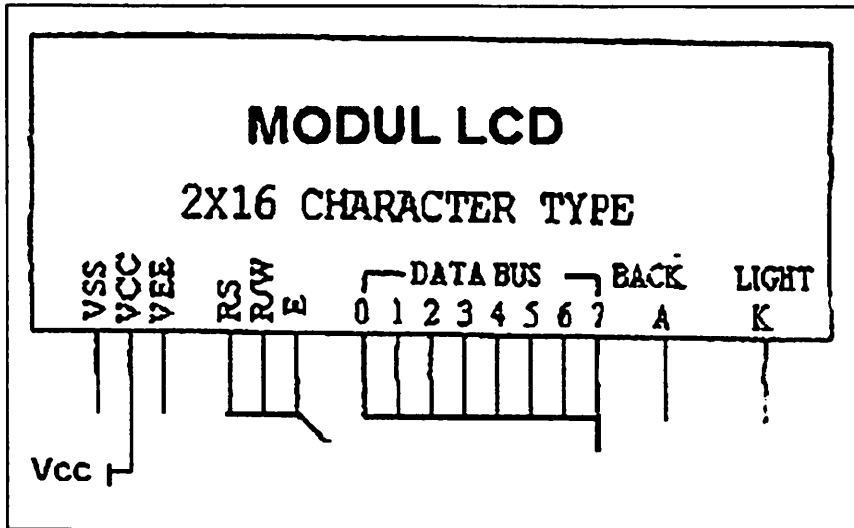 MODUL LCD
2X16 CHARACTER TYPE
VSS VCC VEE RS R/W E DATA BUS BACK LIGHT
0 1 2 3 4 5 6 7 A K
Vcc